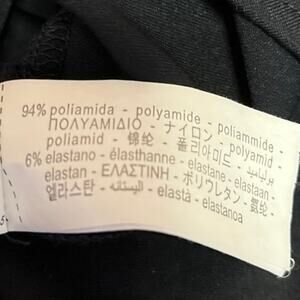 94% poliamida - polyamide - poliammide -
ΠΟΛΥΑΜΙΔΙΟ - ナイロン - polyamid -
poliamid - 锦纶 - 폴리아미드 - بولياميد
6% elastano - élasthanne - elastane - elastaan -
elastan - ΕΛΑΣΤΙΝΗ - ポリウレタン - 氨纶 -
엘라스탄 - اليستانه - elastà - elastanoa